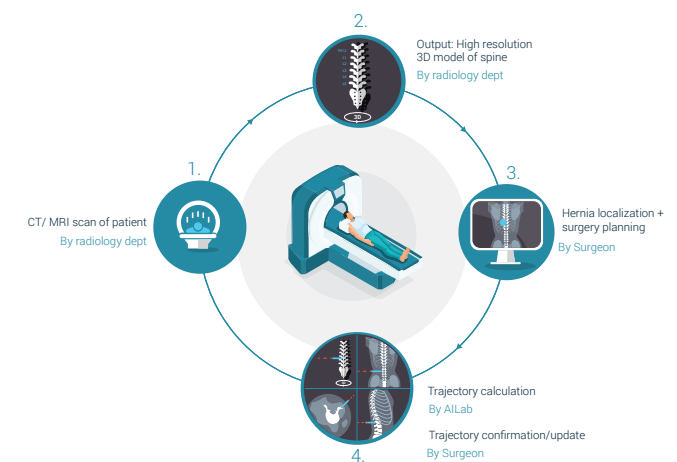 2.
Output: High resolution
3D model of spine
By radiology dept
3D
1.
CT/ MRI scan of patient
By radiology dept
3.
Hernia localization +
surgery planning
By Surgeon
Trajectory calculation
By AILab
Trajectory confirmation/update
By Surgeon
4.